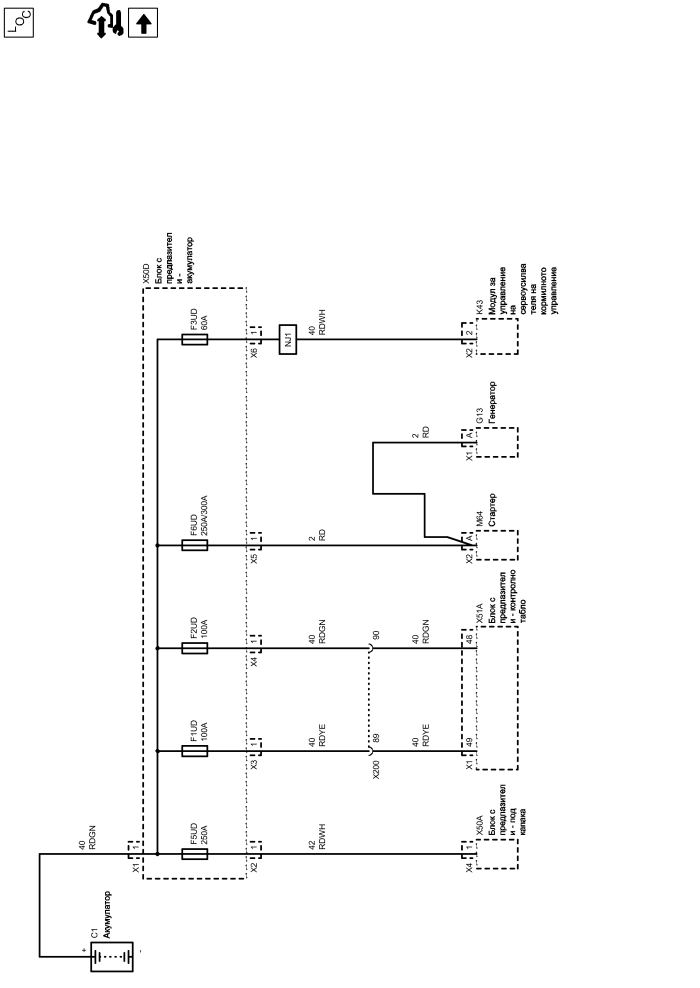 LOC
X50D
Блок с
предпазител
и -
акумулатор
F3UD
60A
X6
1
NJ1
40
RDWH
X2
2
K43
Модул за
управление
на
сервоусилва
теля на
кормилното
управление
2
RD
X1
A
G13
Генератор
F6UD
250A/300A
X5
1
2
RD
X2
A
M64
Стартер
F2UD
100A
X4
1
40
RDGN
90
40
RDGN
48
X51A
Блок с
предпазител
и - контролно
табло
F1UD
100A
X3
1
40
RDYE
X200
89
40
RDYE
X1
49
40
RDGN
X1
1
F5UD
250A
X2
1
42
RDWH
X4
1
X50A
Блок с
предпазител
и - под
капака
C1
Акумулатор
+
-